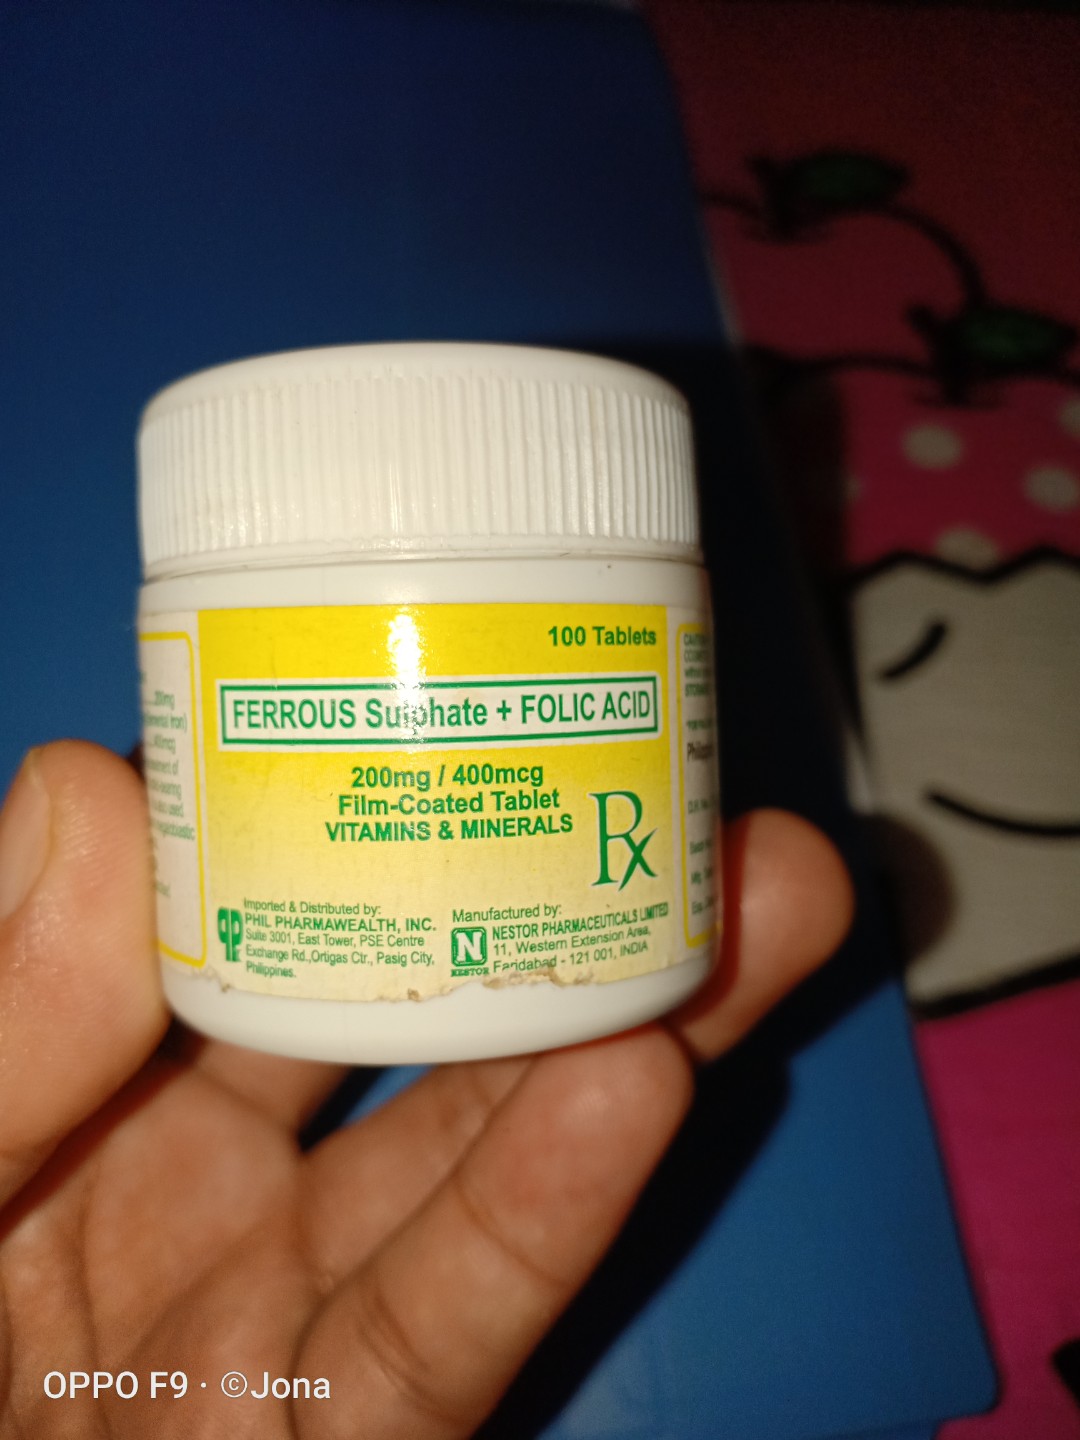 100 Tablets
FERROUS Sulphate + FOLIC ACID
200mg / 400mcg
Film-Coated Tablet
VITAMINS & MINERALS
Rx
Imported & Distributed by:
PHIL PHARMAWEALTH, INC.
Suite 3001, East Tower, PSE Centre
Exchange Rd.,Ortigas Ctr., Pasig City,
Philippines.
Manufactured by:
NESTOR PHARMACEUTICALS LIMITED
11, Western Extension Area,
Faridabad - 121 001, INDIA
N
NESTOR
OPPO F9 · ©Jona